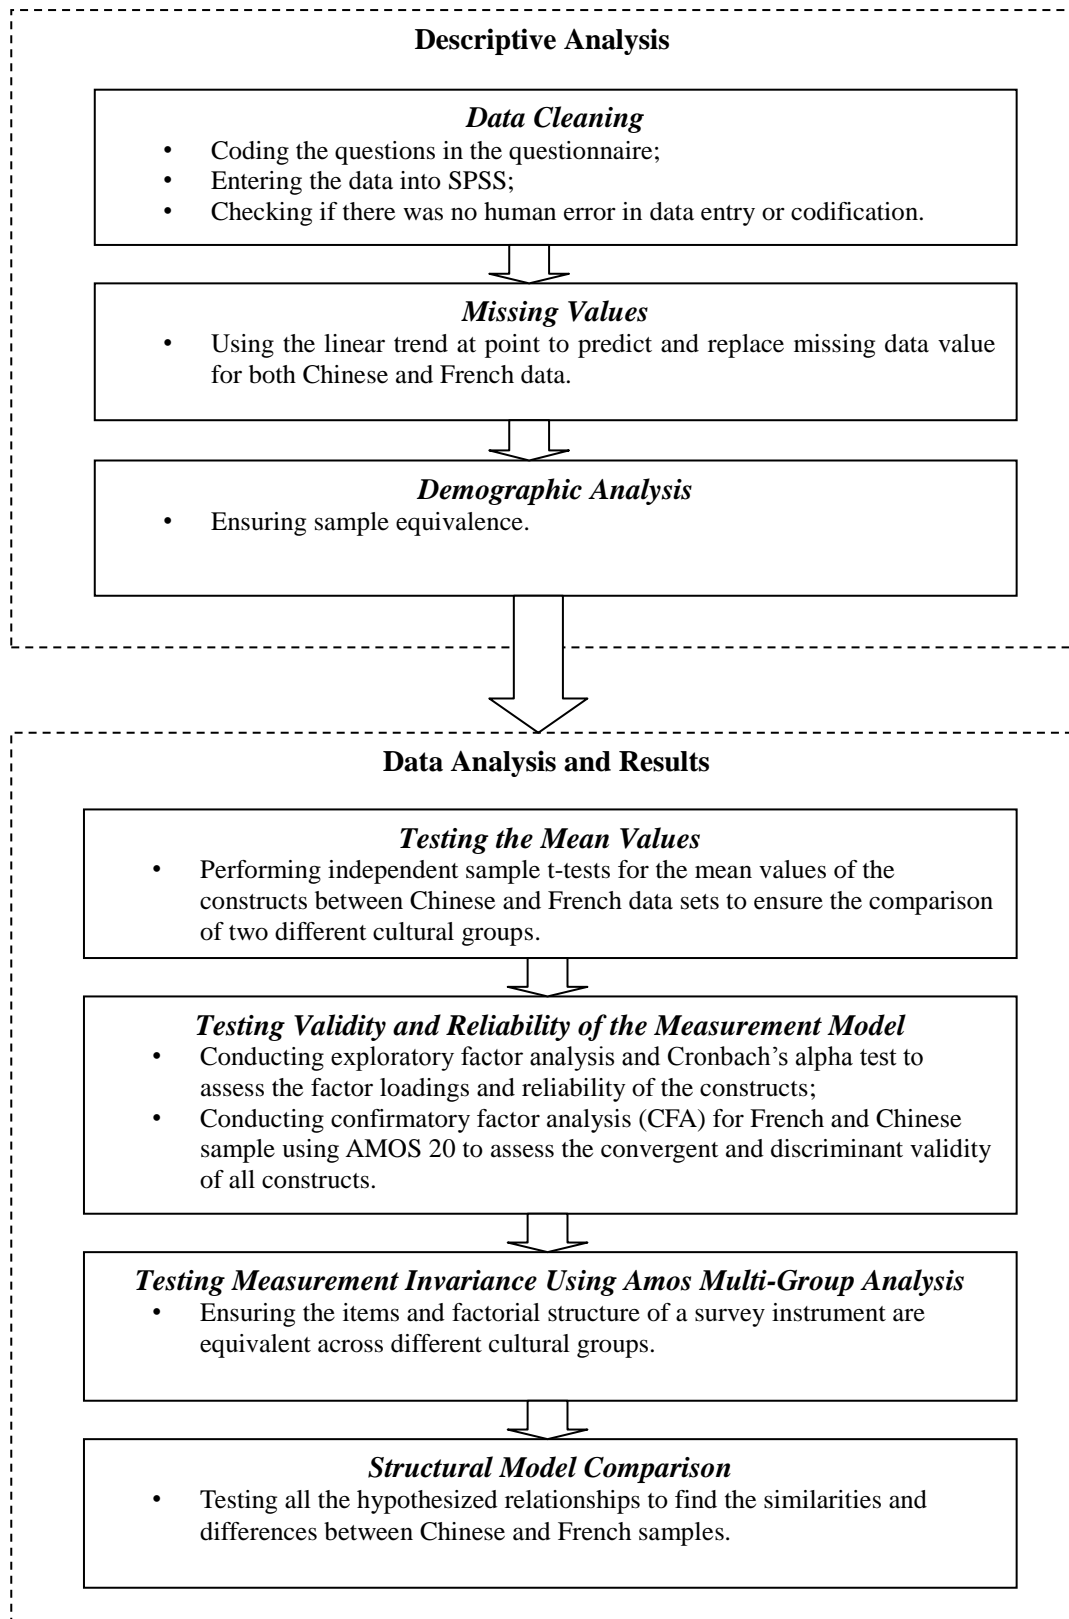 Descriptive Analysis
Data Cleaning
• Coding the questions in the questionnaire;
• Entering the data into SPSS;
• Checking if there was no human error in data entry or codification.
Missing Values
• Using the linear trend at point to predict and replace missing data value
for both Chinese and French data.
Demographic Analysis
• Ensuring sample equivalence.
Data Analysis and Results
Testing the Mean Values
• Performing independent sample t-tests for the mean values of the
constructs between Chinese and French data sets to ensure the comparison
of two different cultural groups.
Testing Validity and Reliability of the Measurement Model
• Conducting exploratory factor analysis and Cronbach’s alpha test to
assess the factor loadings and reliability of the constructs;
• Conducting confirmatory factor analysis (CFA) for French and Chinese
sample using AMOS 20 to assess the convergent and discriminant validity
of all constructs.
Testing Measurement Invariance Using Amos Multi-Group Analysis
• Ensuring the items and factorial structure of a survey instrument are
equivalent across different cultural groups.
Structural Model Comparison
• Testing all the hypothesized relationships to find the similarities and
differences between Chinese and French samples.